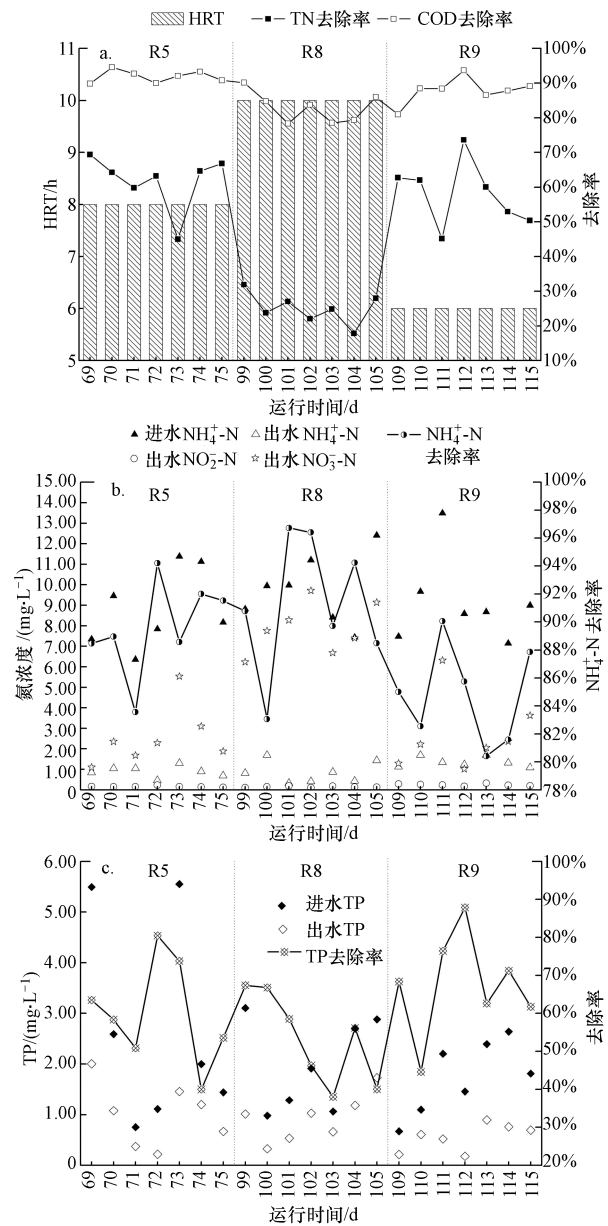 HRT TN去除率 COD去除率
a. R5 R8 R9
11 100%
90%
10 80%
9 70%
60%
8 50%
7 40%
30%
6 20%
5 10%
HRT/h
去除率
69 70 71 72 73 74 75 99 100 101 102 103 104 105 109 110 111 112 113 114 115
运行时间/d
进水NH₄⁺-N 出水NH₄⁺-N NH₄⁺-N
出水NO₂⁻-N 出水NO₃⁻-N 去除率
b. R5 R8 R9
15.00 100%
14.00 98%
13.00 96%
12.00 94%
11.00 92%
10.00 90%
9.00 88%
8.00 86%
7.00 84%
6.00 82%
5.00 80%
4.00 78%
3.00
2.00
1.00
0
氮浓度/(mg·L⁻¹)
NH₄⁺-N去除率
69 70 71 72 73 74 75 99 100 101 102 103 104 105 109 110 111 112 113 114 115
运行时间/d
c. R5 R8 R9
进水TP
出水TP
TP去除率
6.00 100%
5.00 90%
4.00 80%
3.00 70%
2.00 60%
1.00 50%
0 40%
30%
20%
TP/(mg·L⁻¹)
去除率
69 70 71 72 73 74 75 99 100 101 102 103 104 105 109 110 111 112 113 114 115
运行时间/d